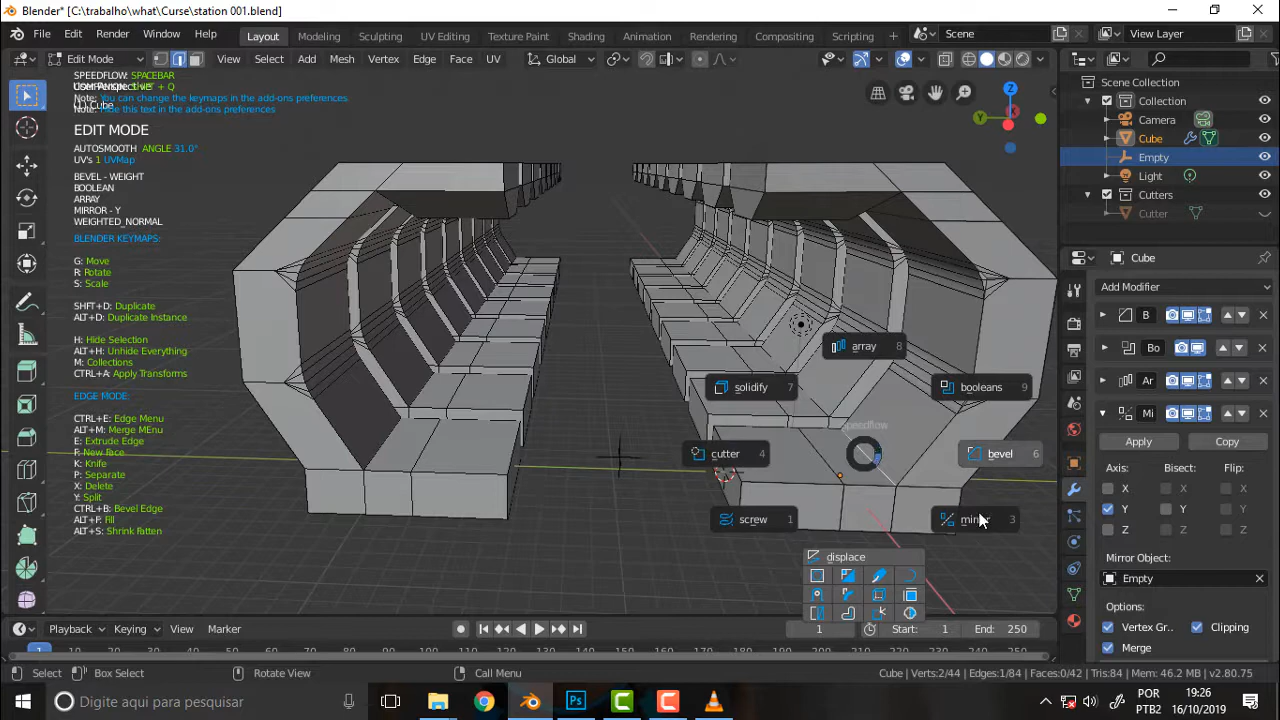 Blender* [C:\trabalho\what\Curse\station 001.blend]
File Edit Render Window Help
Layout Modeling Sculpting UV Editing Texture Paint Shading Animation Rendering Compositing Scripting + Scene View Layer
Edit Mode View Select Add Mesh Vertex Edge Face UV Global
SPEEDFLOW: SPACEBAR
Note: You can change the keymaps in the add-ons preferences.
Note: Hide this text in the add-ons preferences
EDIT MODE
AUTOSMOOTH ANGLE 31.0°
UV's 1 UVMap
BEVEL - WEIGHT
BOOLEAN
ARRAY
MIRROR - Y
WEIGHTED_NORMAL
BLENDER KEYMAPS:
G: Move
R: Rotate
S: Scale
SHFT+D: Duplicate
ALT+D: Duplicate Instance
H: Hide Selection
ALT+H: Unhide Everything
M: Collections
CTRL+A: Apply Transforms
EDGE MODE:
CTRL+E: Edge Menu
ALT+M: Merge MEnu
E: Extrude Edge
F: New face
K: Knife
P: Separate
X: Delete
Y: Split
CTRL+B: Bevel Edge
ALT+F: Fill
ALT+S: Shrink Fatten
Z
Y
array 8
solidify 7
booleans 9
speedflow
cutter 4
bevel 6
screw 1
3
displace
Scene Collection
Collection
Camera
Cube
Empty
Light
Cutters
Cutter
Cube
Add Modifier
B
Bo
Ar
Mi
Apply Copy
Axis: Bisect: Flip:
X X X
Y Y Y
Z Z Z
Mirror Object:
Empty
Options:
Vertex Gr.. Clipping
Merge
Playback Keying View Marker 1 Start: 1 End: 250
Select Box Select Rotate View Call Menu Cube | Verts:2/44 | Edges:1/84 | Faces:0/42 | Tris:84 | Mem: 46.2 MB | v2.80.75
Digite aqui para pesquisar
POR
PTB2
19:26
16/10/2019